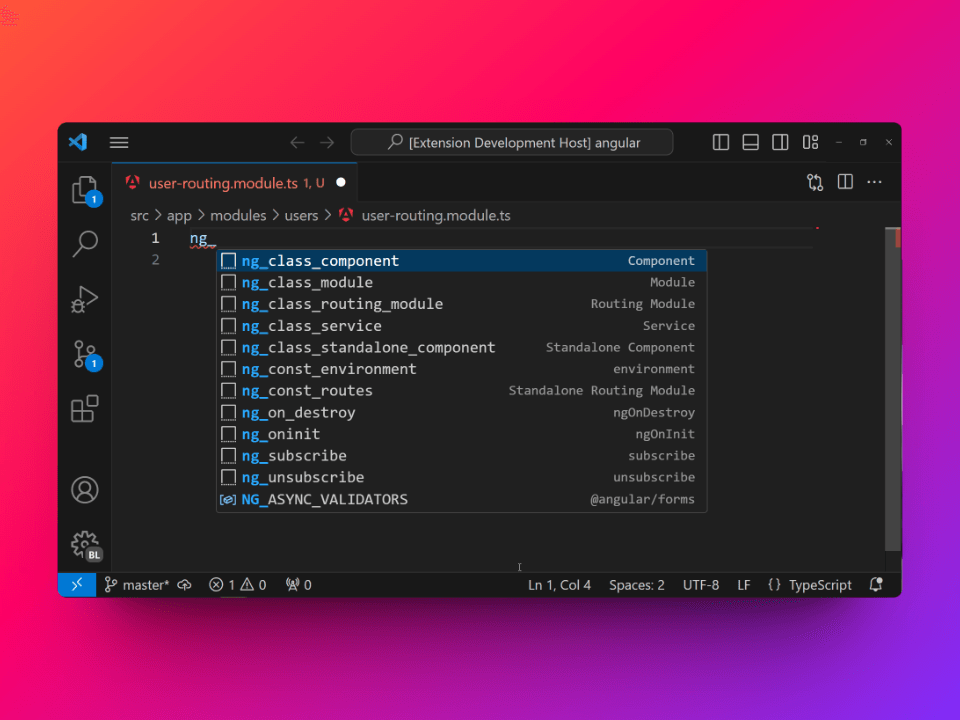 [Extension Development Host] angular
user-routing.module.ts 1, U
1
src > app > modules > users > user-routing.module.ts
1 ng_
2
ng_class_component Component
ng_class_module Module
ng_class_routing_module Routing Module
ng_class_service Service
ng_class_standalone_component Standalone Component
ng_const_environment environment
ng_const_routes Standalone Routing Module
ng_on_destroy ngOnDestroy
ng_oninit ngOnInit
ng_subscribe subscribe
ng_unsubscribe unsubscribe
NG_ASYNC_VALIDATORS @angular/forms
1
BL
master* 1 0 0 Ln 1, Col 4 Spaces: 2 UTF-8 LF {} TypeScript